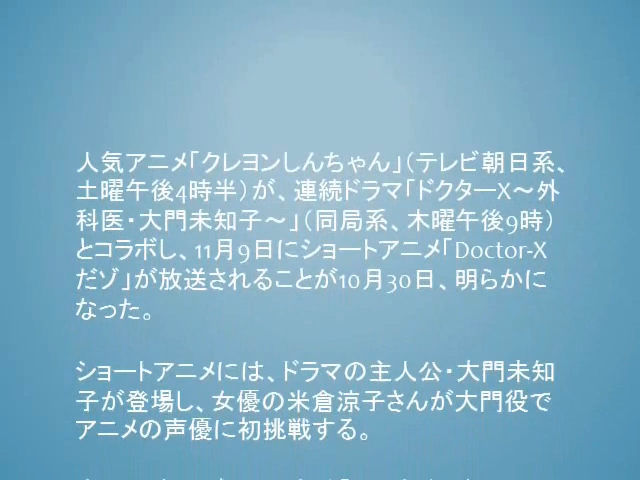 人気アニメ「クレヨンしんちゃん」（テレビ朝日系、
土曜午後4時半）が、連続ドラマ「ドクターX～外
科医・大門未知子～」（同局系、木曜午後9時）
とコラボし、11月9日にショートアニメ「Doctor-X
だゾ」が放送されることが10月30日、明らかに
なった。
ショートアニメには、ドラマの主人公・大門未知
子が登場し、女優の米倉涼子さんが大門役で
アニメの声優に初挑戦する。